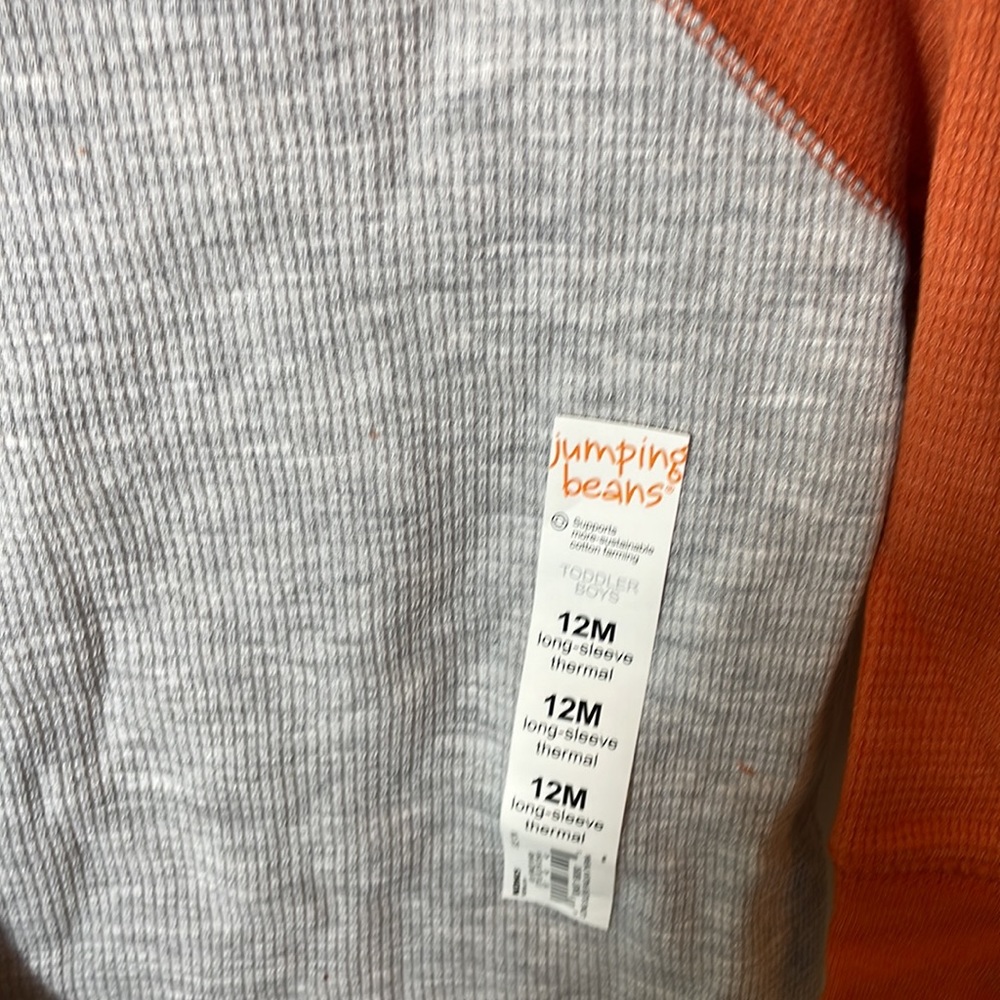 jumping
beans®
Supports
more sustainable
cotton farming
TODDLER
BOYS
12M
long-sleeve
thermal
12M
long-sleeve
thermal
12M
long-sleeve
thermal